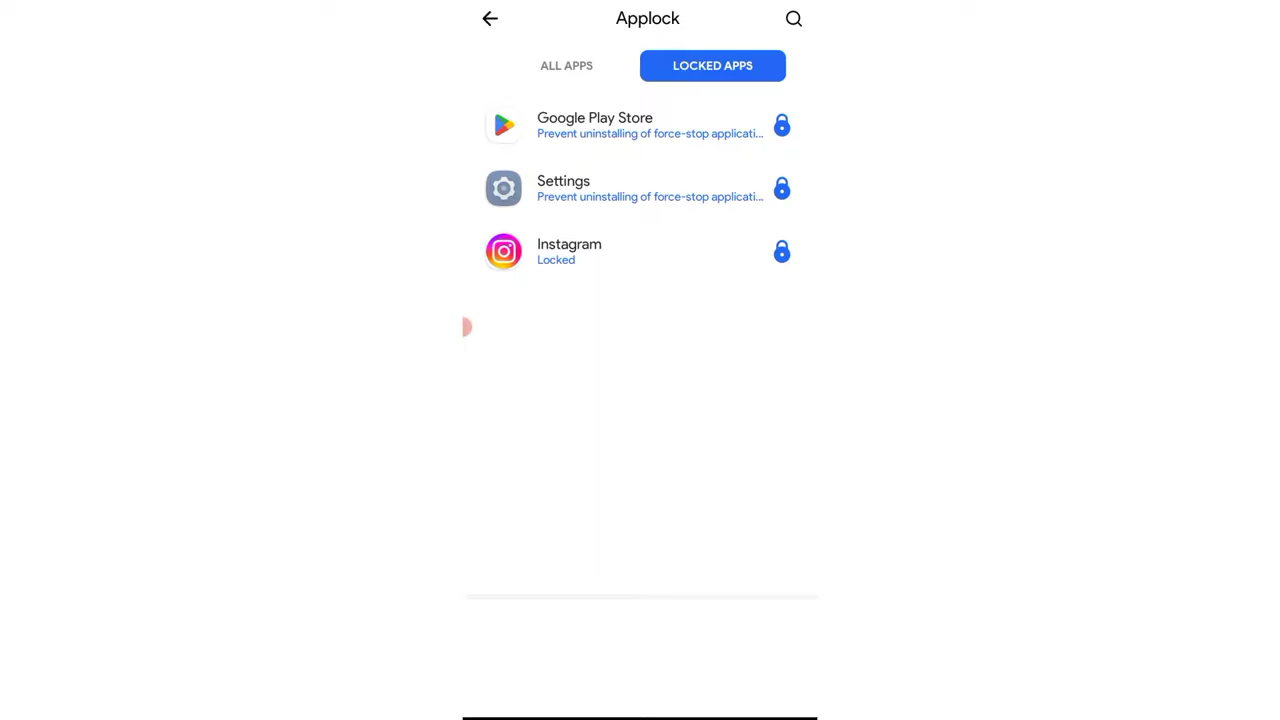 Applock
ALL APPS
LOCKED APPS
Google Play Store
Prevent uninstalling of force-stop applicati...
Settings
Prevent uninstalling of force-stop applicati...
Instagram
Locked